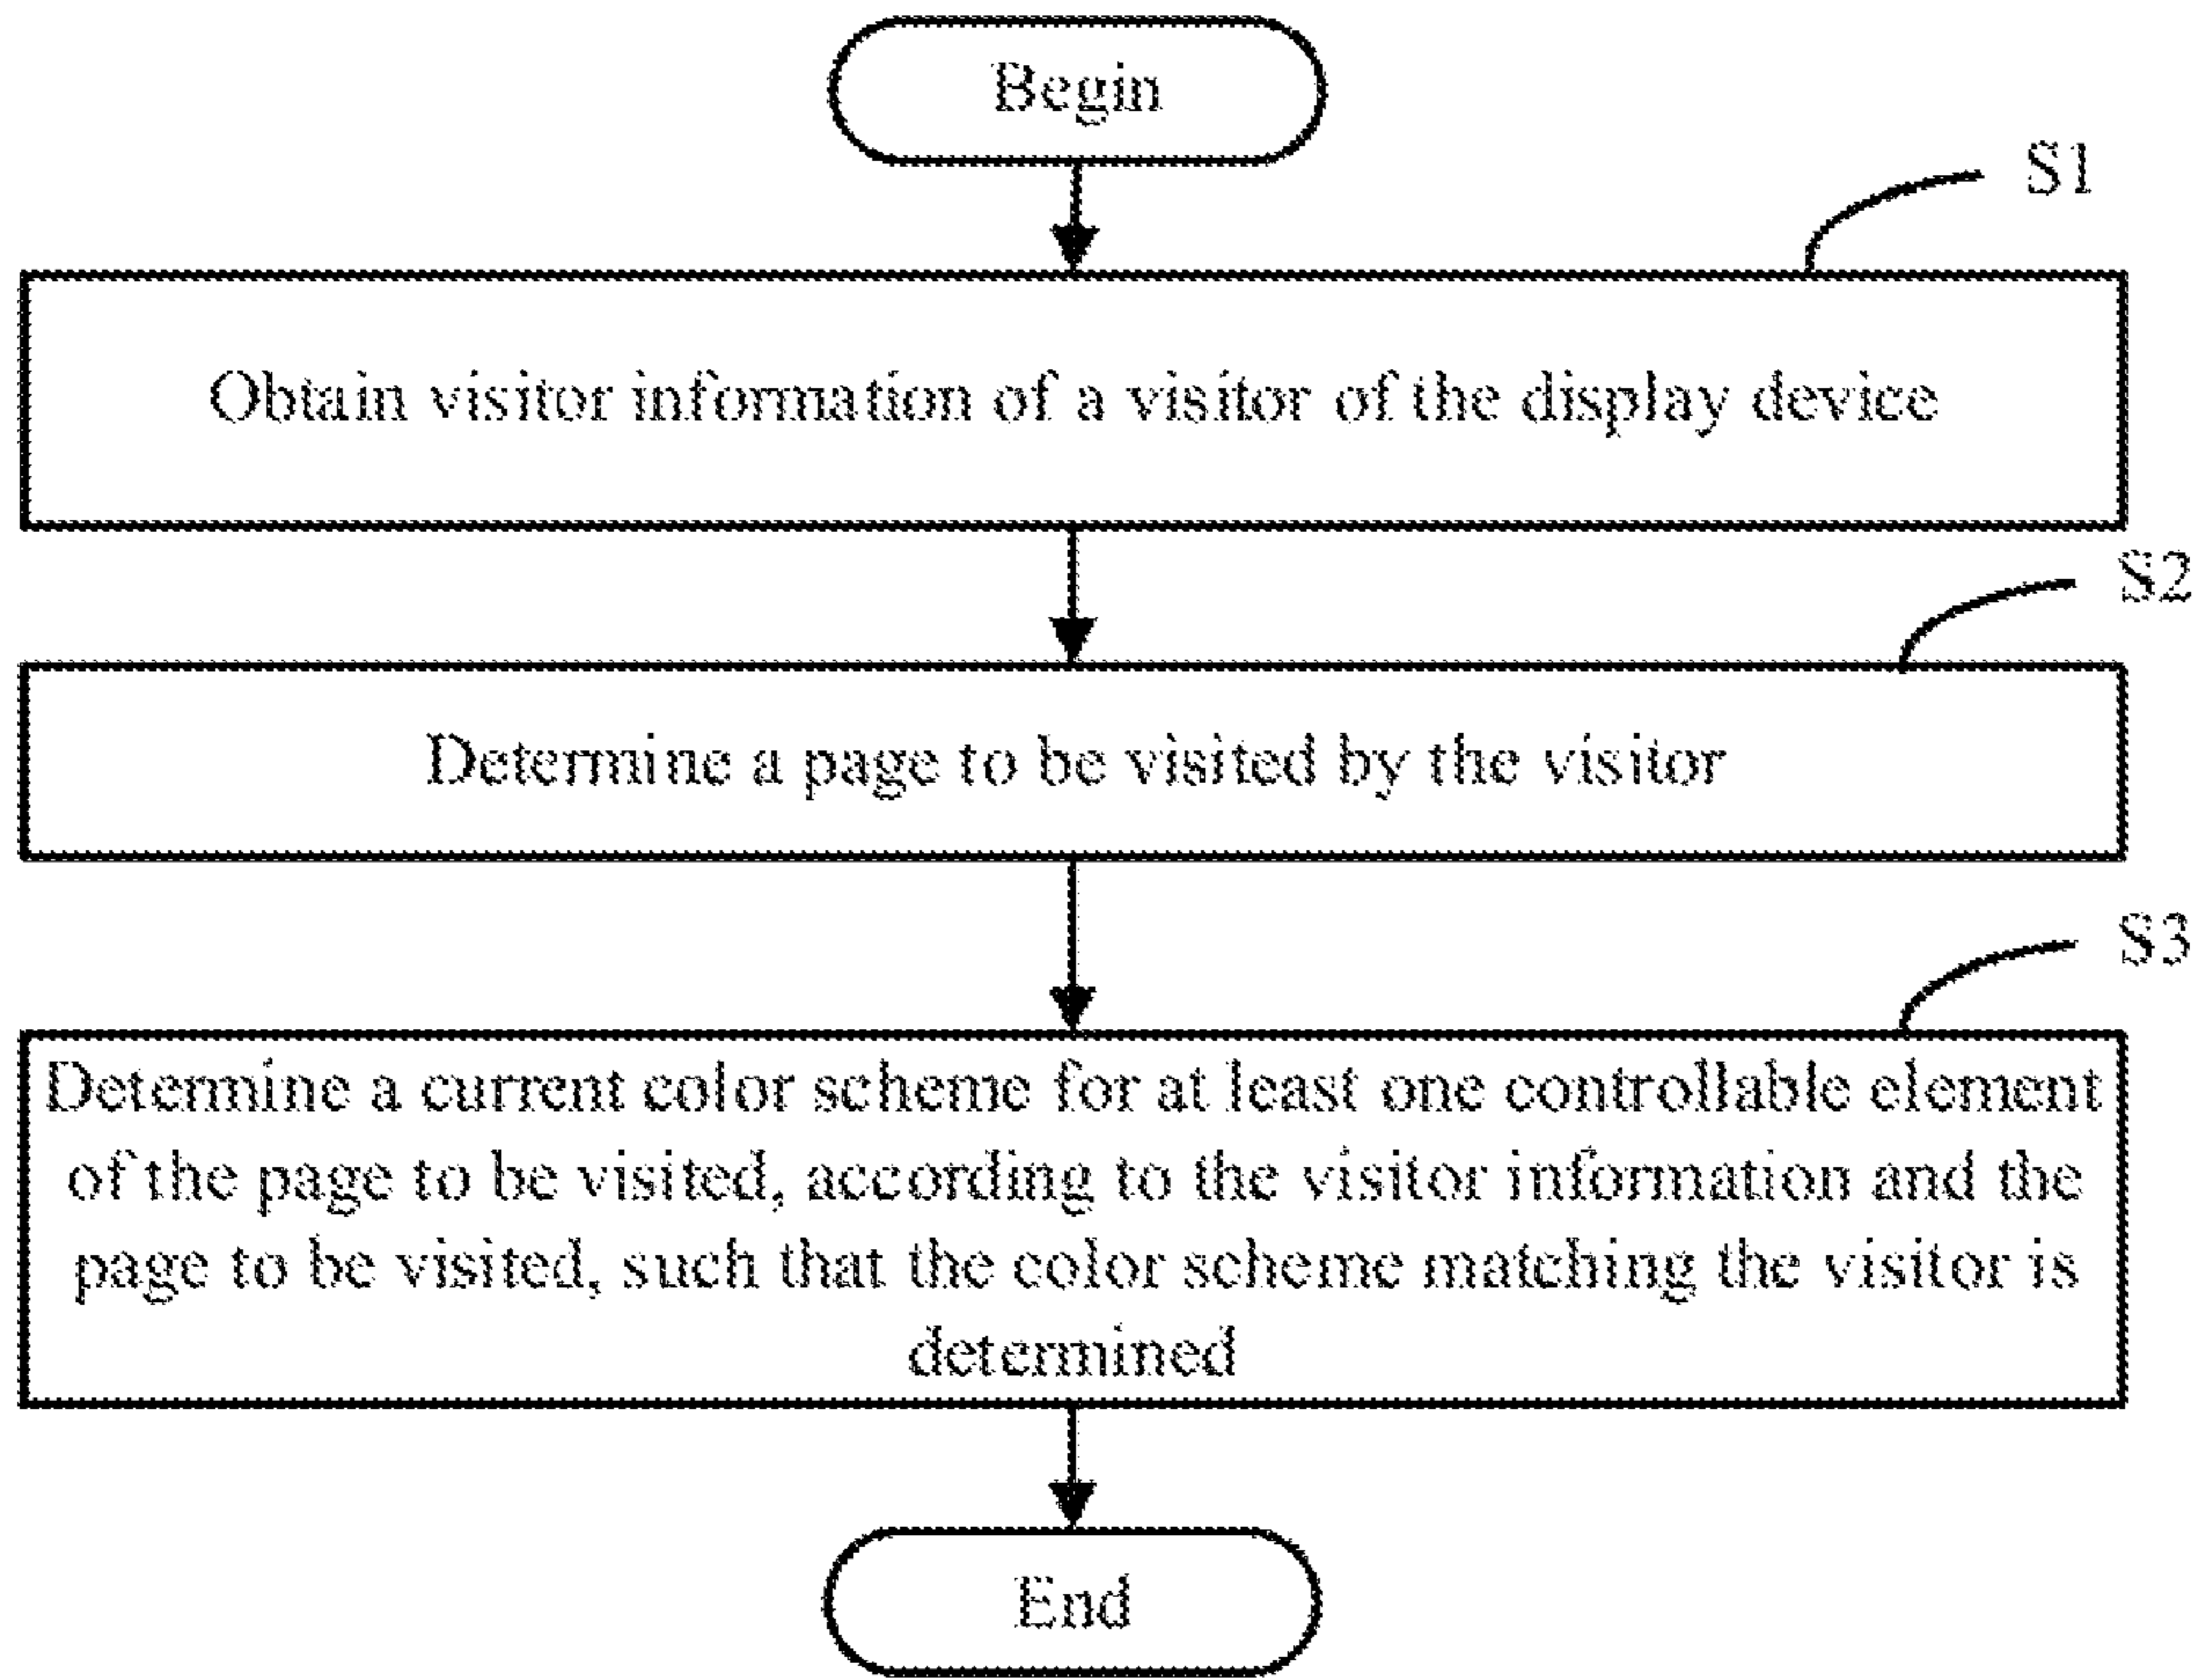 Begin
S1
Obtain visitor information of a visitor of the display device
S2
Determine a page to be visited by the visitor
S3
Determine a current color scheme for at least one controllable element
of the page to be visited, according to the visitor information and the
page to be visited, such that the color scheme matching the visitor is
determined
End